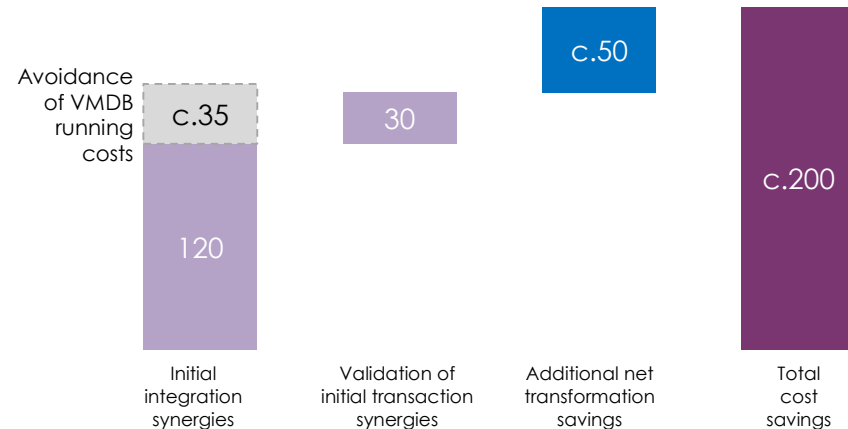 c.50
Avoidance
of VMDB
running
costs
c.35
30
c.200
120
Initial
integration
synergies
Validation of
initial transaction
synergies
Additional net
transformation
savings
Total
cost
savings